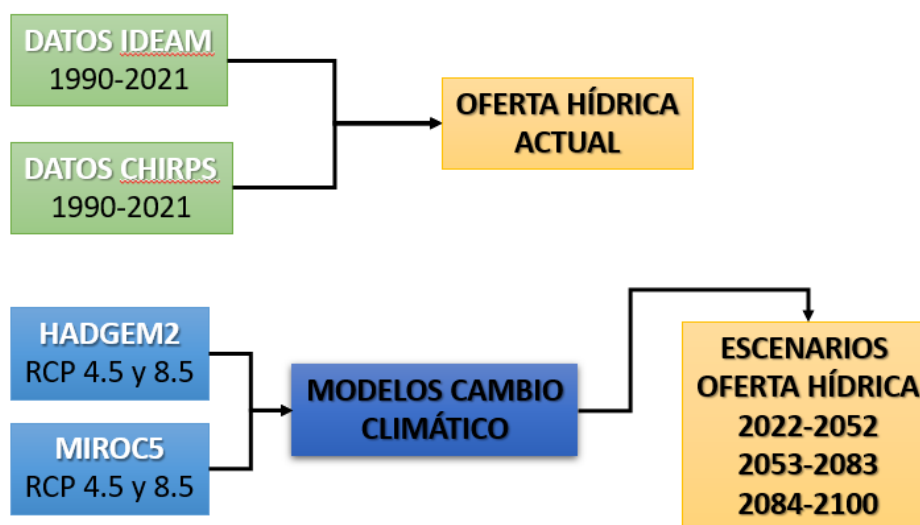 DATOS IDEAM
1990-2021
DATOS CHIRPS
1990-2021
OFERTA HÍDRICA
ACTUAL
HADGEM2
RCP 4.5 y 8.5
MIROC5
RCP 4.5 y 8.5
MODELOS CAMBIO
CLIMÁTICO
ESCENARIOS
OFERTA HÍDRICA
2022-2052
2053-2083
2084-2100